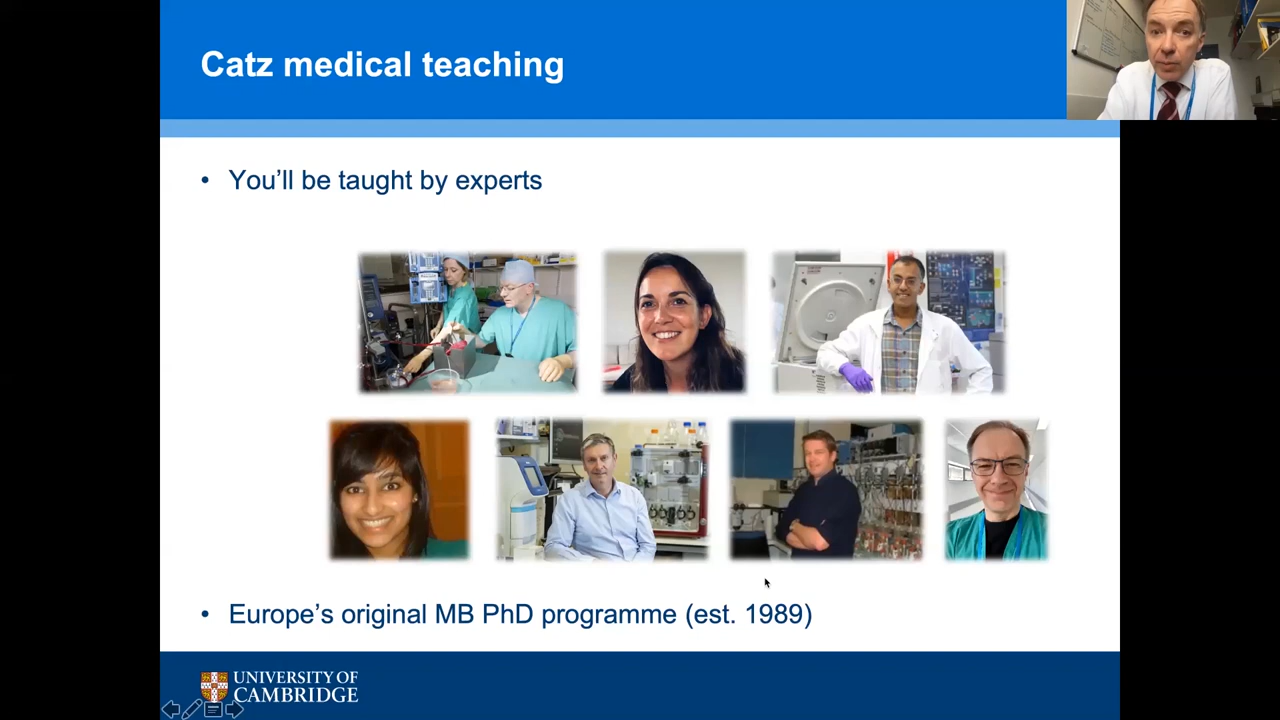 Catz medical teaching
• You'll be taught by experts
• Europe's original MB PhD programme (est. 1989)
UNIVERSITY OF
CAMBRIDGE